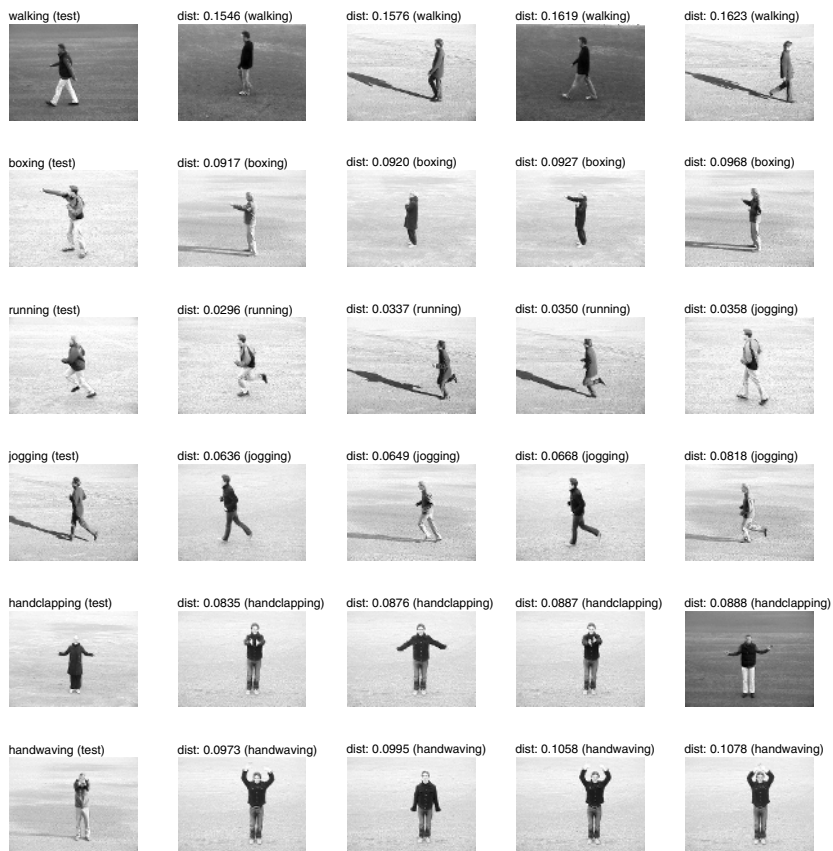 walking (test) dist: 0.1546 (walking) dist: 0.1576 (walking) dist: 0.1619 (walking) dist: 0.1623 (walking)
boxing (test) dist: 0.0917 (boxing) dist: 0.0920 (boxing) dist: 0.0927 (boxing) dist: 0.0968 (boxing)
running (test) dist: 0.0296 (running) dist: 0.0337 (running) dist: 0.0350 (running) dist: 0.0358 (jogging)
jogging (test) dist: 0.0636 (jogging) dist: 0.0649 (jogging) dist: 0.0668 (jogging) dist: 0.0818 (jogging)
handclapping (test) dist: 0.0835 (handclapping) dist: 0.0876 (handclapping) dist: 0.0887 (handclapping) dist: 0.0888 (handclapping)
handwaving (test) dist: 0.0973 (handwaving) dist: 0.0995 (handwaving) dist: 0.1058 (handwaving) dist: 0.1078 (handwaving)